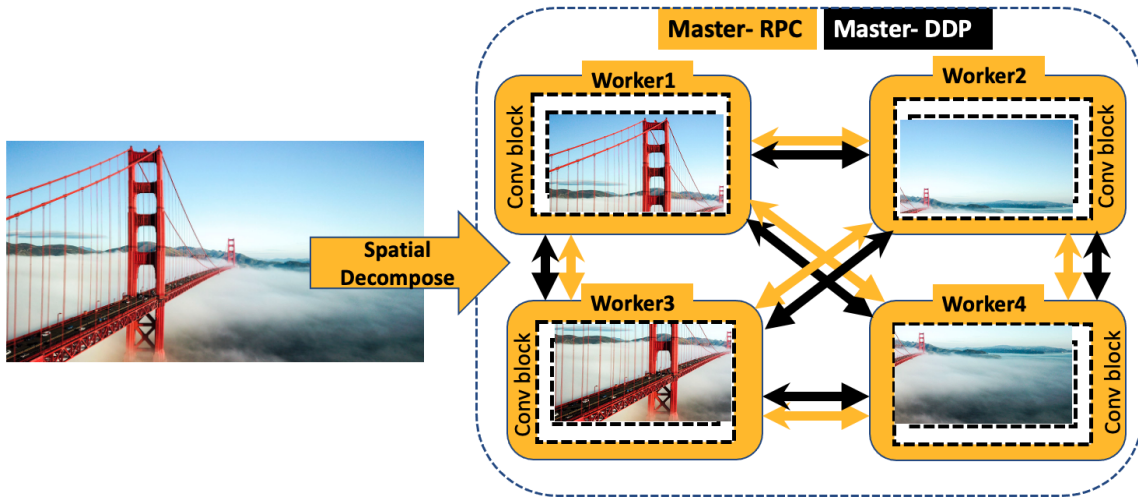 Master- RPC
Master- DDP
Worker1
Worker2
Conv block
Conv block
Spatial
Decompose
Worker3
Worker4
Conv block
Conv block